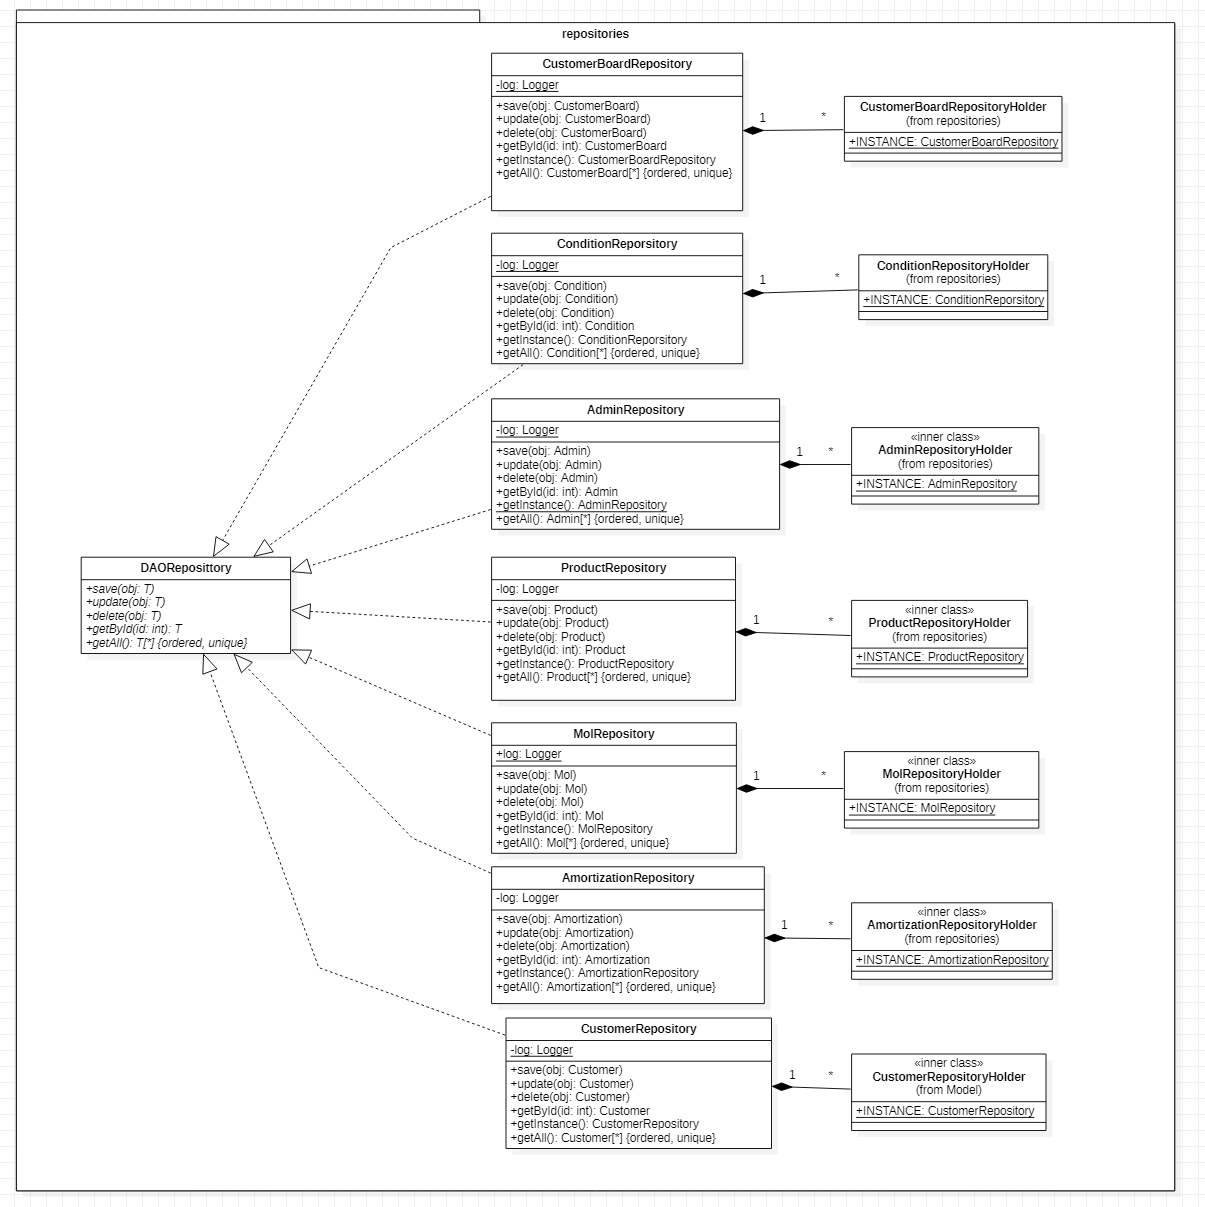 repositories
CustomerBoardRepository
-log: Logger
+save(obj: CustomerBoard)
+update(obj: CustomerBoard)
+delete(obj: CustomerBoard)
+getById(id: int): CustomerBoard
+getInstance(): CustomerBoardRepository
+getAll(): CustomerBoard[*] {ordered, unique}
1
*
CustomerBoardRepositoryHolder
(from repositories)
+INSTANCE: CustomerBoardRepository
ConditionReporsitory
-log: Logger
+save(obj: Condition)
+update(obj: Condition)
+delete(obj: Condition)
+getById(id: int): Condition
+getInstance(): ConditionReporsitory
+getAll(): Condition[*] {ordered, unique}
1
*
ConditionRepositoryHolder
(from repositories)
+INSTANCE: ConditionReporsitory
AdminRepository
-log: Logger
+save(obj: Admin)
+update(obj: Admin)
+delete(obj: Admin)
+getById(id: int): Admin
+getInstance(): AdminRepository
+getAll(): Admin[*] {ordered, unique}
1
*
«inner class»
AdminRepositoryHolder
(from repositories)
+INSTANCE: AdminRepository
DAOReposittory
+save(obj: T)
+update(obj: T)
+delete(obj: T)
+getById(id: int): T
+getAll(): T[*] {ordered, unique}
ProductRepository
-log: Logger
+save(obj: Product)
+update(obj: Product)
+delete(obj: Product)
+getById(id: int): Product
+getInstance(): ProductRepository
+getAll(): Product[*] {ordered, unique}
1
*
«inner class»
ProductRepositoryHolder
(from repositories)
+INSTANCE: ProductRepository
MolRepository
+log: Logger
+save(obj: Mol)
+update(obj: Mol)
+delete(obj: Mol)
+getById(id: int): Mol
+getInstance(): MolRepository
+getAll(): Mol[*] {ordered, unique}
1
*
«inner class»
MolRepositoryHolder
(from repositories)
+INSTANCE: MolRepository
AmortizationRepository
-log: Logger
+save(obj: Amortization)
+update(obj: Amortization)
+delete(obj: Amortization)
+getById(id: int): Amortization
+getInstance(): AmortizationRepository
+getAll(): Amortization[*] {ordered, unique}
1
*
«inner class»
AmortizationRepositoryHolder
(from repositories)
+INSTANCE: AmortizationRepository
CustomerRepository
-log: Logger
+save(obj: Customer)
+update(obj: Customer)
+delete(obj: Customer)
+getById(id: int): Customer
+getInstance(): CustomerRepository
+getAll(): Customer[*] {ordered, unique}
1
*
«inner class»
CustomerRepositoryHolder
(from Model)
+INSTANCE: CustomerRepository